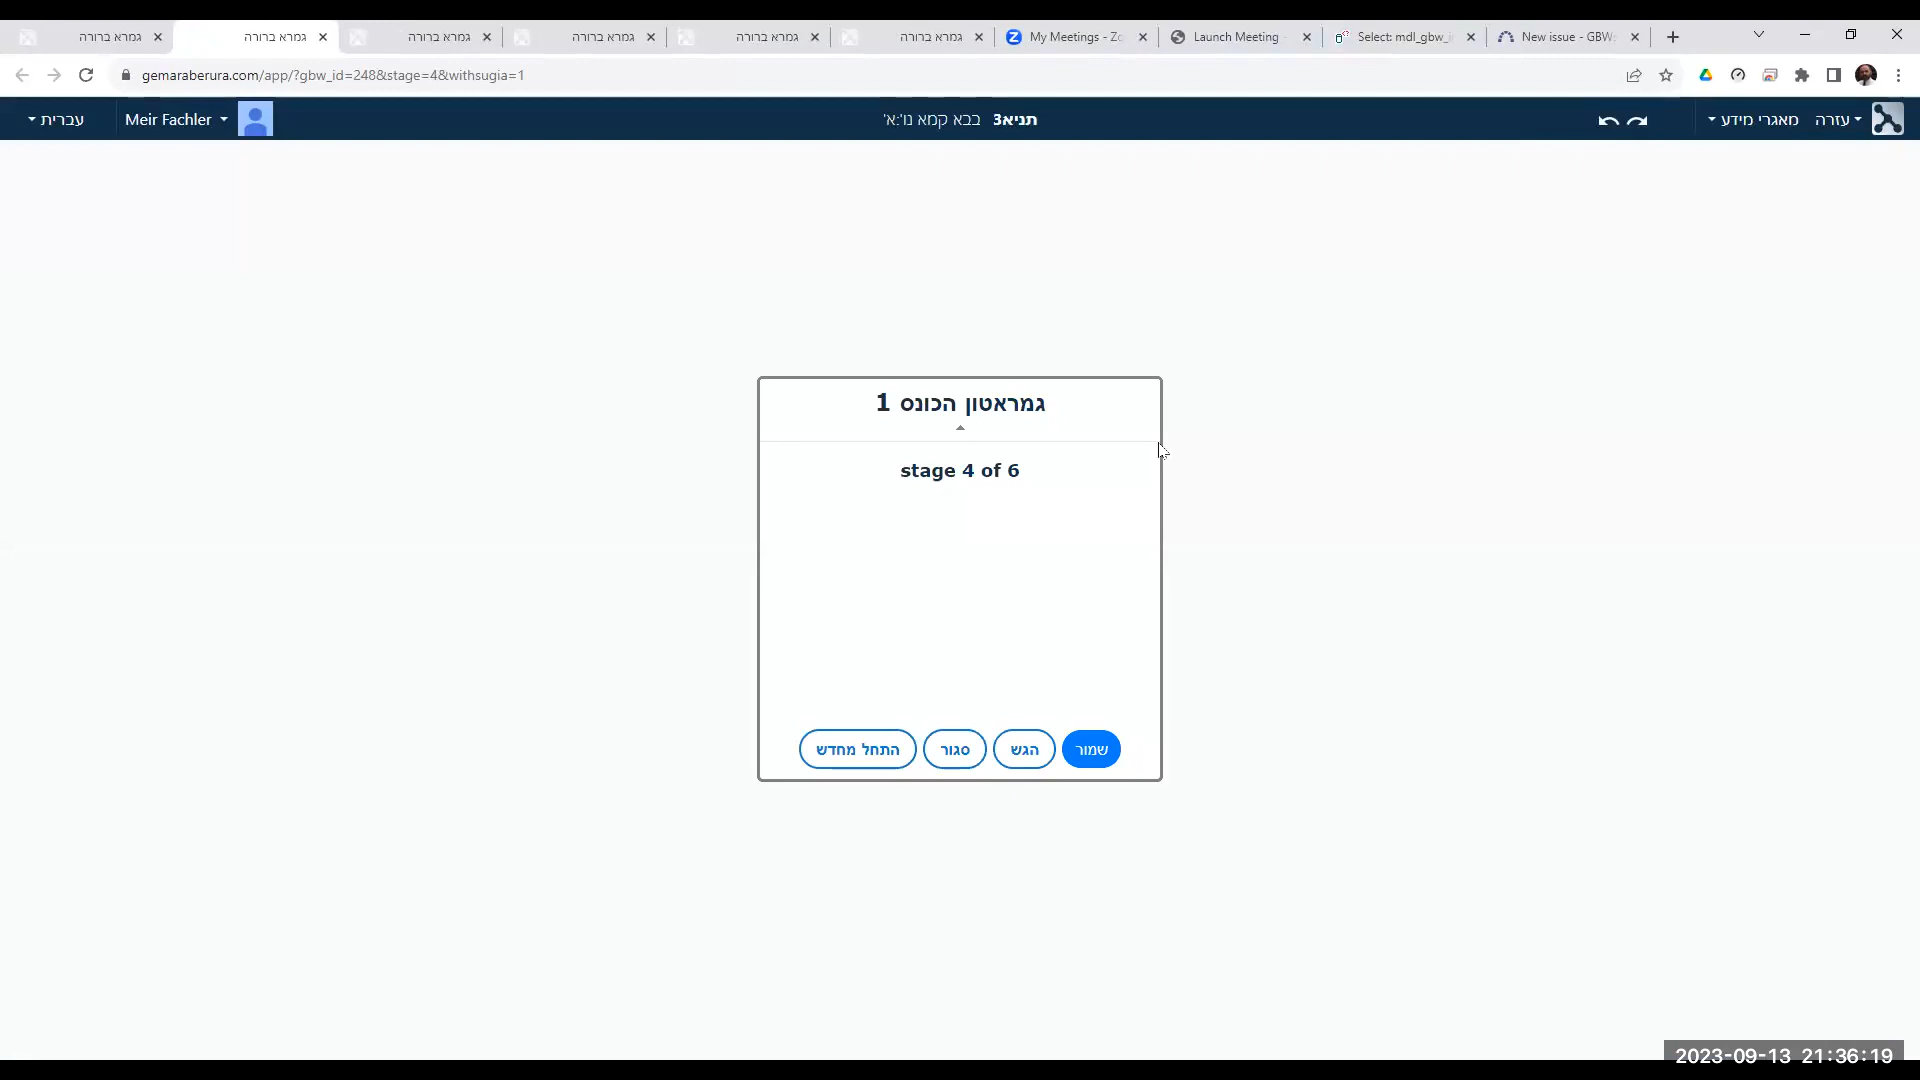 גמרא ברורה
גמרא ברורה
גמרא ברורה
גמרא ברורה
גמרא ברורה
גמרא ברורה
My Meetings - Zo
Launch Meeting
Select: mdl_gbw_i
New issue - GBW
gemaraberura.com/app/?gbw_id=248&stage=4&withsugia=1
עברית
Meir Fachler
תניא3 בבא קמא נו'.א'
מאגרי מידע
עזרה
גמראטון הכונס 1
stage 4 of 6
שמור
הגש
סגור
התחל מחדש
2023-09-13 21:36:19